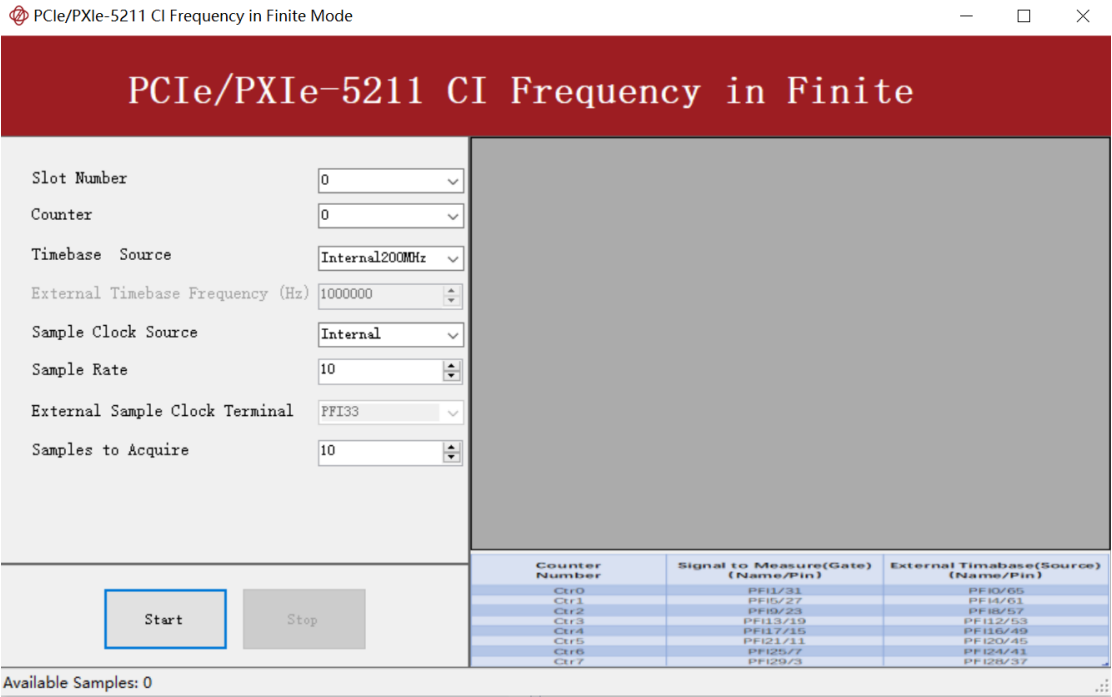 PCIe/PXIe-5211 CI Frequency in Finite Mode
PCIe/PXIe-5211 CI Frequency in Finite
Slot Number 0
Counter 0
Timebase Source Internal200MHz
External Timebase Frequency (Hz) 1000000
Sample Clock Source Internal
Sample Rate 10
External Sample Clock Terminal PFI33
Samples to Acquire 10
Start Stop
Counter Number Signal to Measure(Gate) (Name/Pin) External Timabase(Source) (Name/Pin)
Ctr0 PFI1/31 PFI0/65
Ctr1 PFI5/27 PFI4/61
Ctr2 PFI9/23 PFI8/57
Ctr3 PFI13/19 PFI12/53
Ctr4 PFI17/15 PFI16/49
Ctr5 PFI21/11 PFI20/45
Ctr6 PFI25/7 PFI24/41
Ctr7 PFI29/3 PFI28/37
Available Samples: 0